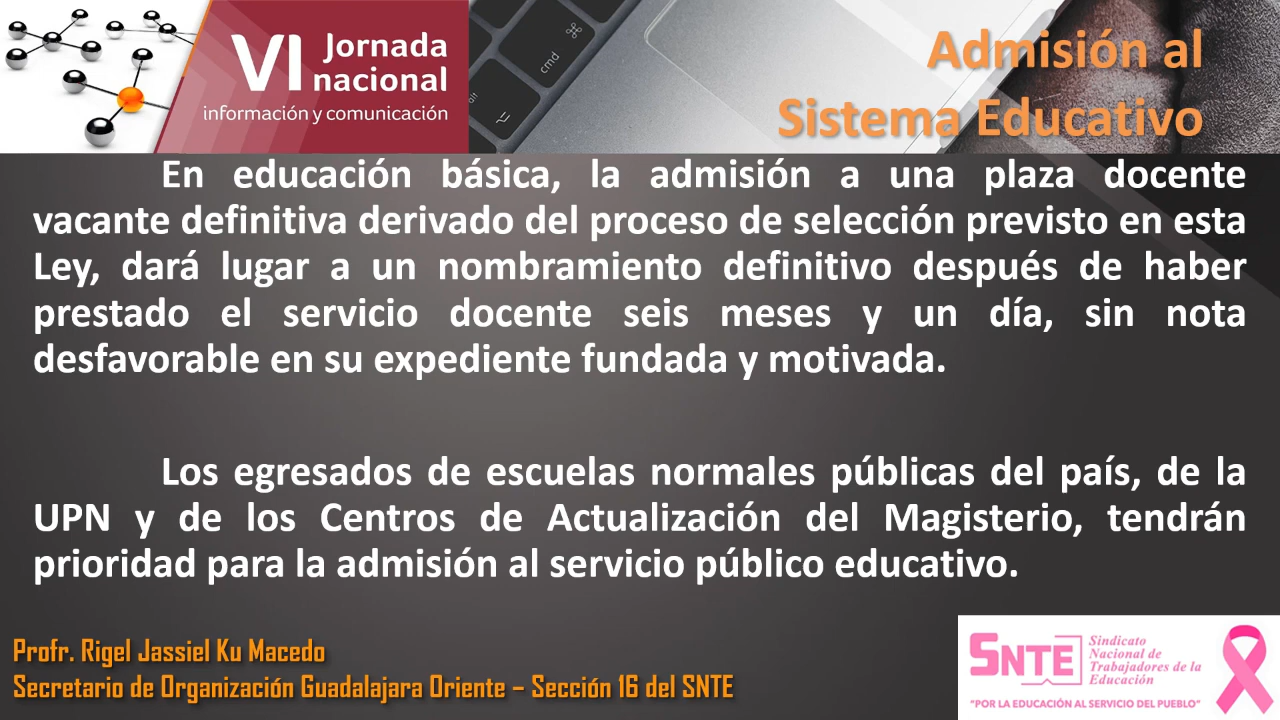 VI Jornada
nacional
información y comunicación
cmd
⌘
alt
⌥
Admisión al
Sistema Educativo
En educación básica, la admisión a una plaza docente
vacante definitiva derivado del proceso de selección previsto en esta
Ley, dará lugar a un nombramiento definitivo después de haber
prestado el servicio docente seis meses y un día, sin nota
desfavorable en su expediente fundada y motivada.
Los egresados de escuelas normales públicas del país, de la
UPN y de los Centros de Actualización del Magisterio, tendrán
prioridad para la admisión al servicio público educativo.
Profr. Rigel Jassiel Ku Macedo
Secretario de Organización Guadalajara Oriente – Sección 16 del SNTE
SNTE
Sindicato
Nacional de
Trabajadores de la
Educación
"POR LA EDUCACIÓN AL SERVICIO DEL PUEBLO"